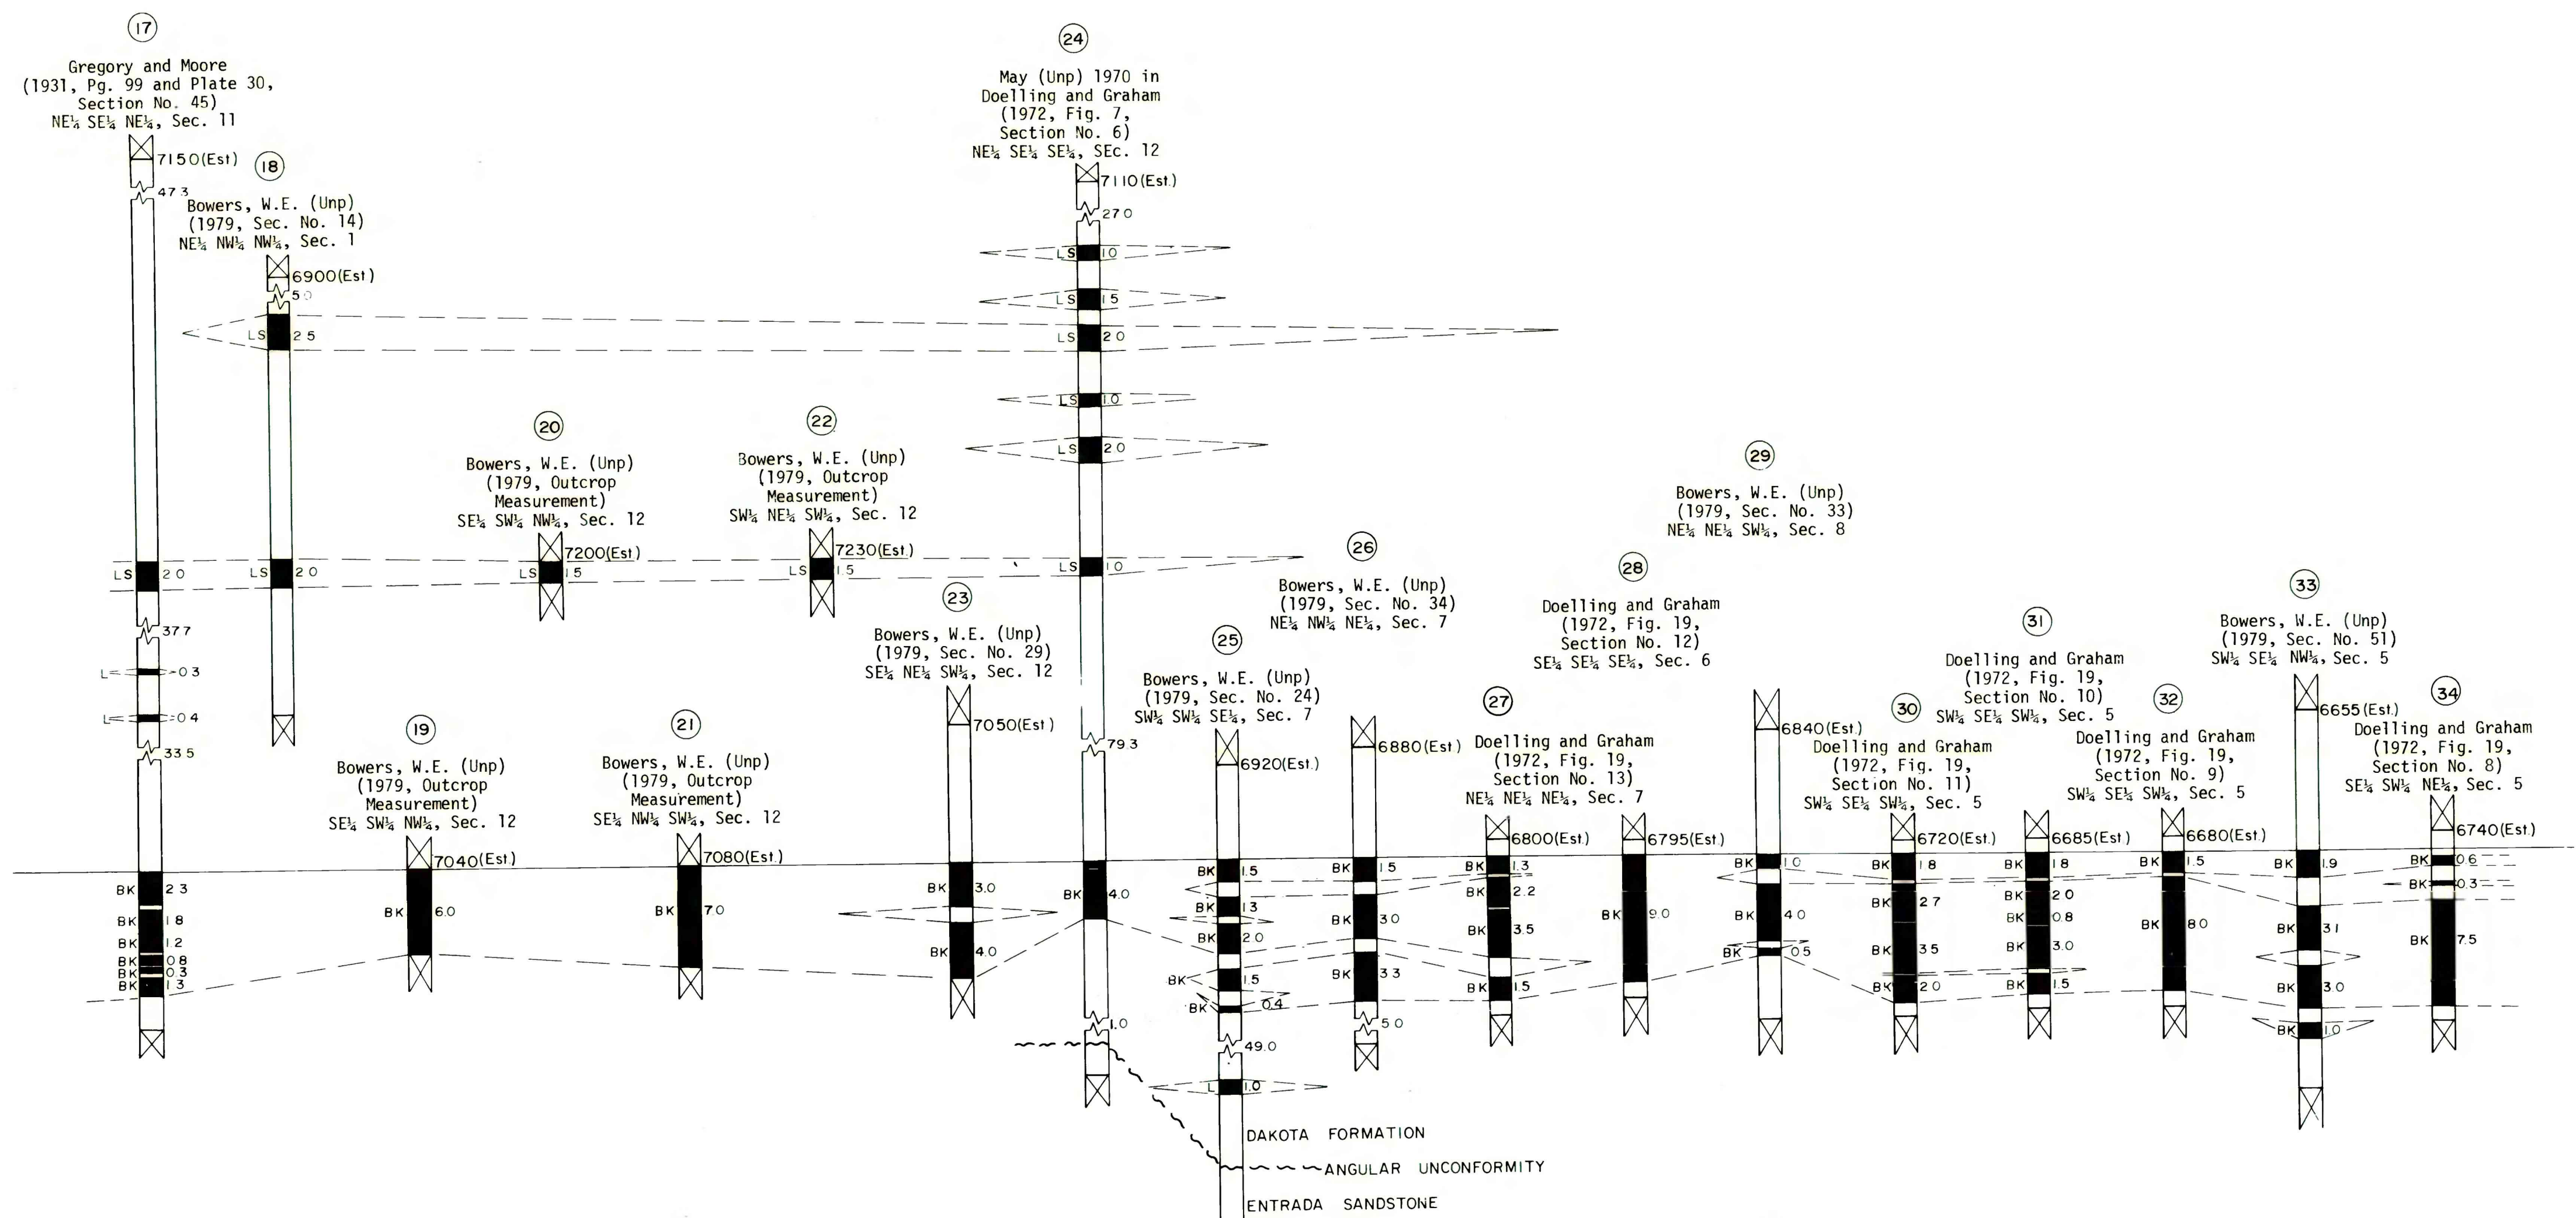 17
Gregory and Moore
(1931, Pg. 99 and Plate 30,
Section No. 45)
NE¼ SE¼ NE¼, Sec. 11
7150(Est)
47.3
LS 2.0
37.7
L 0.3
L 0.4
33.5
BK 2.3
BK 1.8
BK 1.2
BK 0.8
BK 0.3
BK 1.3
18
Bowers, W.E. (Unp)
(1979, Sec. No. 14)
NE¼ NW¼ NW¼, Sec. 1
6900(Est)
5.0
LS 2.5
LS 2.0
19
Bowers, W.E. (Unp)
(1979, Outcrop
Measurement)
SE¼ SW¼ NW¼, Sec. 12
7040(Est)
BK 6.0
20
Bowers, W.E. (Unp)
(1979, Outcrop
Measurement)
SE¼ SW¼ NW¼, Sec. 12
7200(Est)
LS 1.5
21
Bowers, W.E. (Unp)
(1979, Outcrop
Measurement)
SE¼ NW¼ SW¼, Sec. 12
7080(Est.)
BK 7.0
22
Bowers, W.E. (Unp)
(1979, Outcrop
Measurement)
SW¼ NE¼ SW¼, Sec. 12
7230(Est.)
LS 1.5
23
Bowers, W.E. (Unp)
(1979, Sec. No. 29)
SE¼ NE¼ SW¼, Sec. 12
7050(Est.)
BK 3.0
BK 4.0
24
May (Unp) 1970 in
Doelling and Graham
(1972, Fig. 7,
Section No. 6)
NE¼ SE¼ SE¼, SEc. 12
7110(Est.)
27.0
LS 1.0
LS 1.5
LS 2.0
LS 1.0
LS 2.0
LS 1.0
79.3
BK 4.0
1.0
25
Bowers, W.E. (Unp)
(1979, Sec. No. 24)
SW¼ SW¼ SE¼, Sec. 7
6920(Est.)
BK 1.5
BK 1.3
BK 2.0
BK 1.5
BK 0.4
49.0
L 1.0
DAKOTA FORMATION
ANGULAR UNCONFORMITY
ENTRADA SANDSTONE
26
Bowers, W.E. (Unp)
(1979, Sec. No. 34)
NE¼ NW¼ NE¼, Sec. 7
6880(Est.)
BK 1.5
BK 3.0
BK 3.3
5.0
27
Doelling and Graham
(1972, Fig. 19,
Section No. 13)
NE¼ NE¼ NE¼, Sec. 7
6800(Est.)
BK 1.3
BK 2.2
BK 3.5
BK 1.5
28
Doelling and Graham
(1972, Fig. 19,
Section No. 12)
SE¼ SE¼ SE¼, Sec. 6
6795(Est.)
BK 9.0
29
Bowers, W.E. (Unp)
(1979, Sec. No. 33)
NE¼ NE¼ SW¼, Sec. 8
6840(Est.)
BK 1.0
BK 4.0
BK 0.5
30
Doelling and Graham
(1972, Fig. 19,
Section No. 11)
SW¼ SE¼ SW¼, Sec. 5
6720(Est.)
BK 1.8
BK 2.7
BK 3.5
BK 2.0
31
Doelling and Graham
(1972, Fig. 19,
Section No. 10)
SW¼ SE¼ SW¼, Sec. 5
6685(Est.)
BK 1.8
BK 2.0
BK 0.8
BK 3.0
BK 1.5
32
Doelling and Graham
(1972, Fig. 19,
Section No. 9)
SW¼ SE¼ SW¼, Sec. 5
6680(Est.)
BK 1.5
BK 8.0
33
Bowers, W.E. (Unp)
(1979, Sec. No. 51)
SW¼ SE¼ NW¼, Sec. 5
6655(Est.)
BK 1.9
BK 3.1
BK 3.0
BK 1.0
34
Doelling and Graham
(1972, Fig. 19,
Section No. 8)
SE¼ SW¼ NE¼, Sec. 5
6740(Est.)
BK 0.6
BK 0.3
BK 7.5